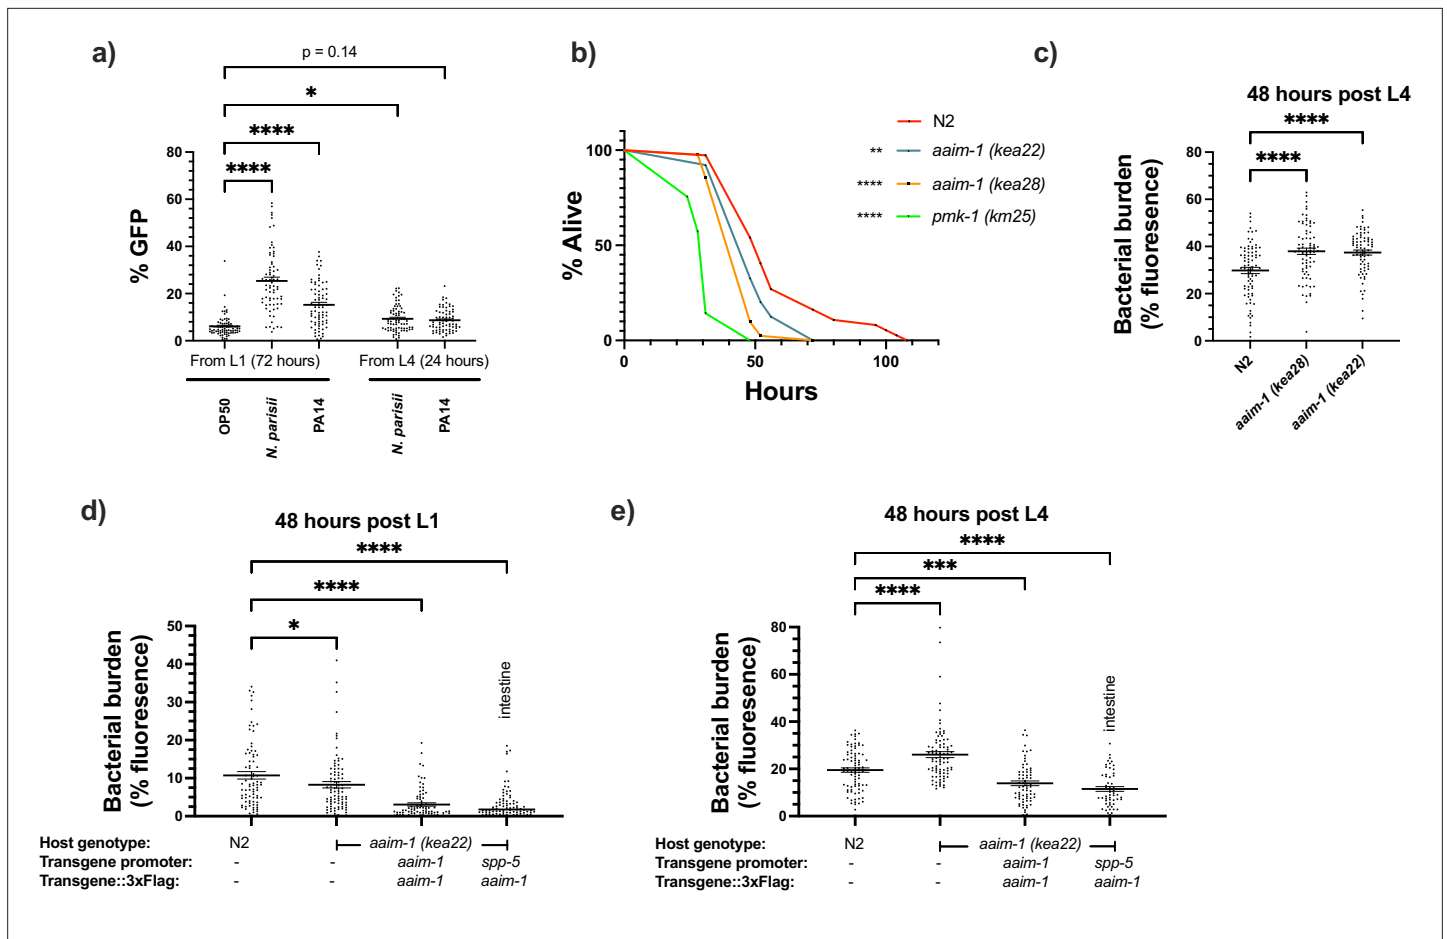 a)
p = 0.14
*
****
****
% GFP
80
60
40
20
0
From L1 (72 hours)
From L4 (24 hours)
OP50
N. parisii
PA14
N. parisii
PA14
b)
% Alive
100
50
0
0
50
100
Hours
N2
** aaim-1 (kea22)
**** aaim-1 (kea28)
**** pmk-1 (km25)
c)
48 hours post L4
****
****
Bacterial burden
(% fluoresence)
80
60
40
20
0
N2
aaim-1 (kea28)
aaim-1 (kea22)
d)
48 hours post L1
****
****
*
Bacterial burden
(% fluoresence)
50
40
30
20
10
0
intestine
Host genotype: N2 aaim-1 (kea22)
Transgene promoter: - - aaim-1 spp-5
Transgene::3xFlag: - - aaim-1 aaim-1
e)
48 hours post L4
****
***
****
Bacterial burden
(% fluoresence)
80
60
40
20
0
intestine
Host genotype: N2 aaim-1 (kea22)
Transgene promoter: - - aaim-1 spp-5
Transgene::3xFlag: - - aaim-1 aaim-1